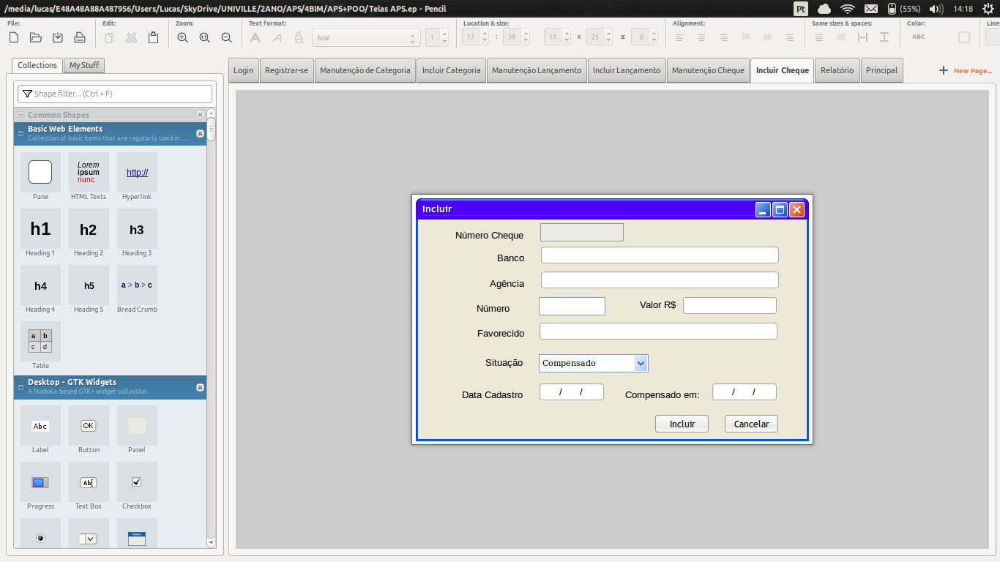 /media/lucas/E48A48A88A487956/Users/Lucas/SkyDrive/UNIVILLE/2ANO/APS/4BIM/APS+POO/Telas APS.ep - Pencil
Pt (55%) 14:18
File: Edit: Zoom: Text format: Location & size: Alignment: Same sizes & spaces: Color: Line:
Arial 1 17 : 39 11 x 25 a: 0 ABC
Collections My Stuff
Login Registrar-se Manutenção de Categoria Incluir Categoria Manutenção Lançamento Incluir Lançamento Manutenção Cheque Incluir Cheque Relatório Principal New Page...
Shape filter... (Ctrl + F)
Common Shapes
Basic Web Elements
Collection of basic items that are regularly used in ...
Lorem
ipsum
nunc
http://
Pane HTML Texts Hyperlink
h1 h2 h3
Heading 1 Heading 2 Heading 3
h4 h5 a > b > c
Heading 4 Heading 5 Bread Crumb
a b
c d
Table
Desktop - GTK Widgets
A Nodoka-based GTK+ widget collection
Abc OK
Label Button Panel
Ab
Progress Text Box Checkbox
Incluir
Número Cheque
Banco
Agência
Número Valor R$
Favorecido
Situação Compensado
Data Cadastro / / Compensado em: / /
Incluir Cancelar